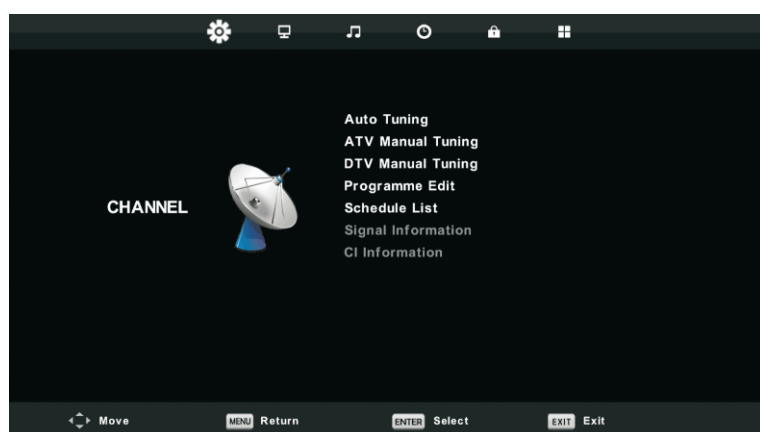 Auto Tuning
ATV Manual Tuning
DTV Manual Tuning
Programme Edit
CHANNEL
Schedule List
Signal Information
CI Information
Move MENU Return ENTER Select EXIT Exit